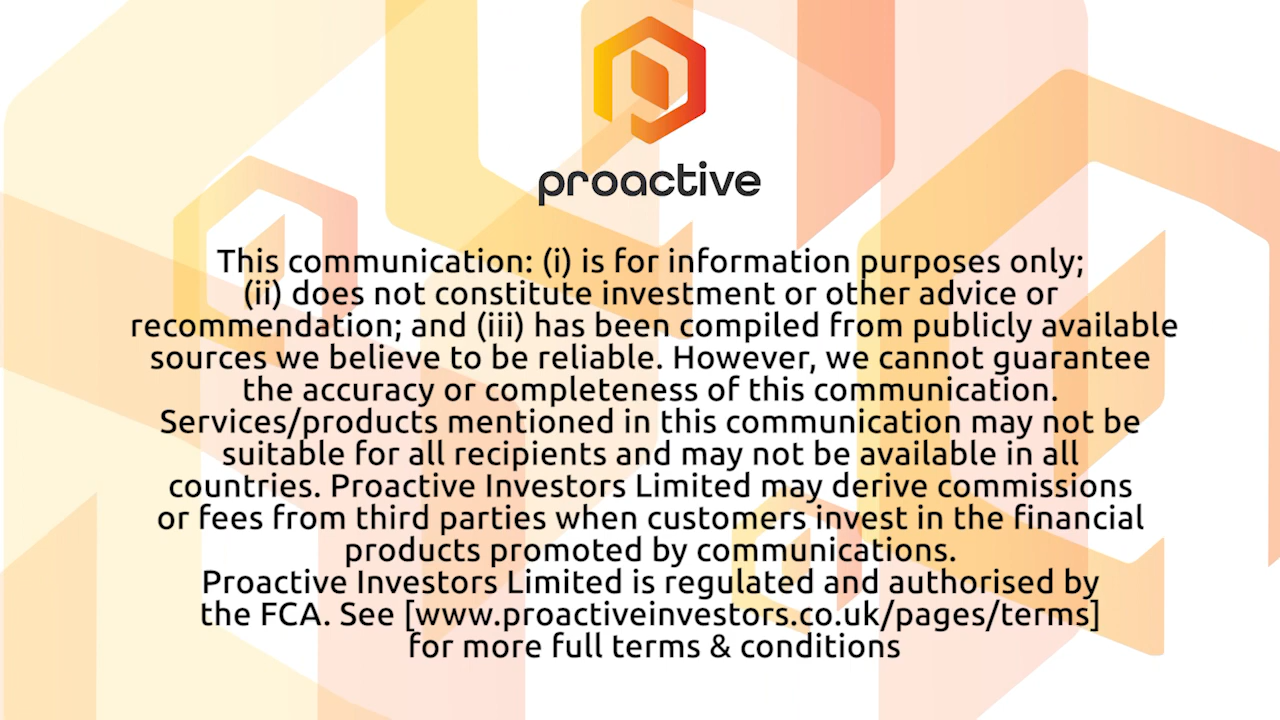 proactive
This communication: (i) is for information purposes only;
(ii) does not constitute investment or other advice or
recommendation; and (iii) has been compiled from publicly available
sources we believe to be reliable. However, we cannot guarantee
the accuracy or completeness of this communication.
Services/products mentioned in this communication may not be
suitable for all recipients and may not be available in all
countries. Proactive Investors Limited may derive commissions
or fees from third parties when customers invest in the financial
products promoted by communications.
Proactive Investors Limited is regulated and authorised by
the FCA. See [www.proactiveinvestors.co.uk/pages/terms]
for more full terms & conditions